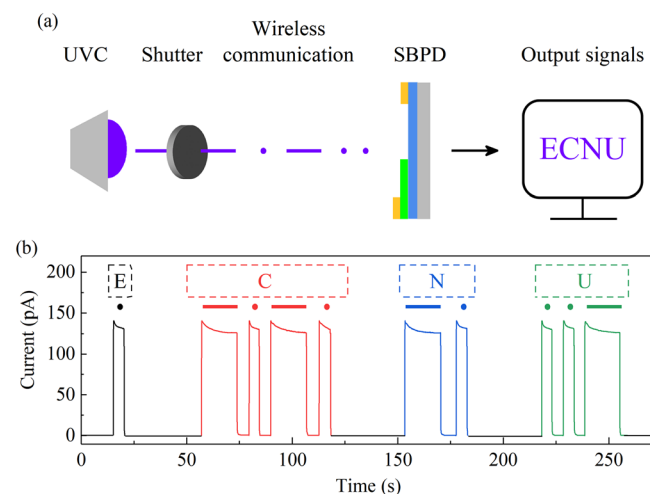 (a)
Wireless
UVC Shutter communication SBPD Output signals
ECNU
(b)
200
150
100
50
0
Current (pA)
E C N U
0 50 100 150 200 250
Time (s)